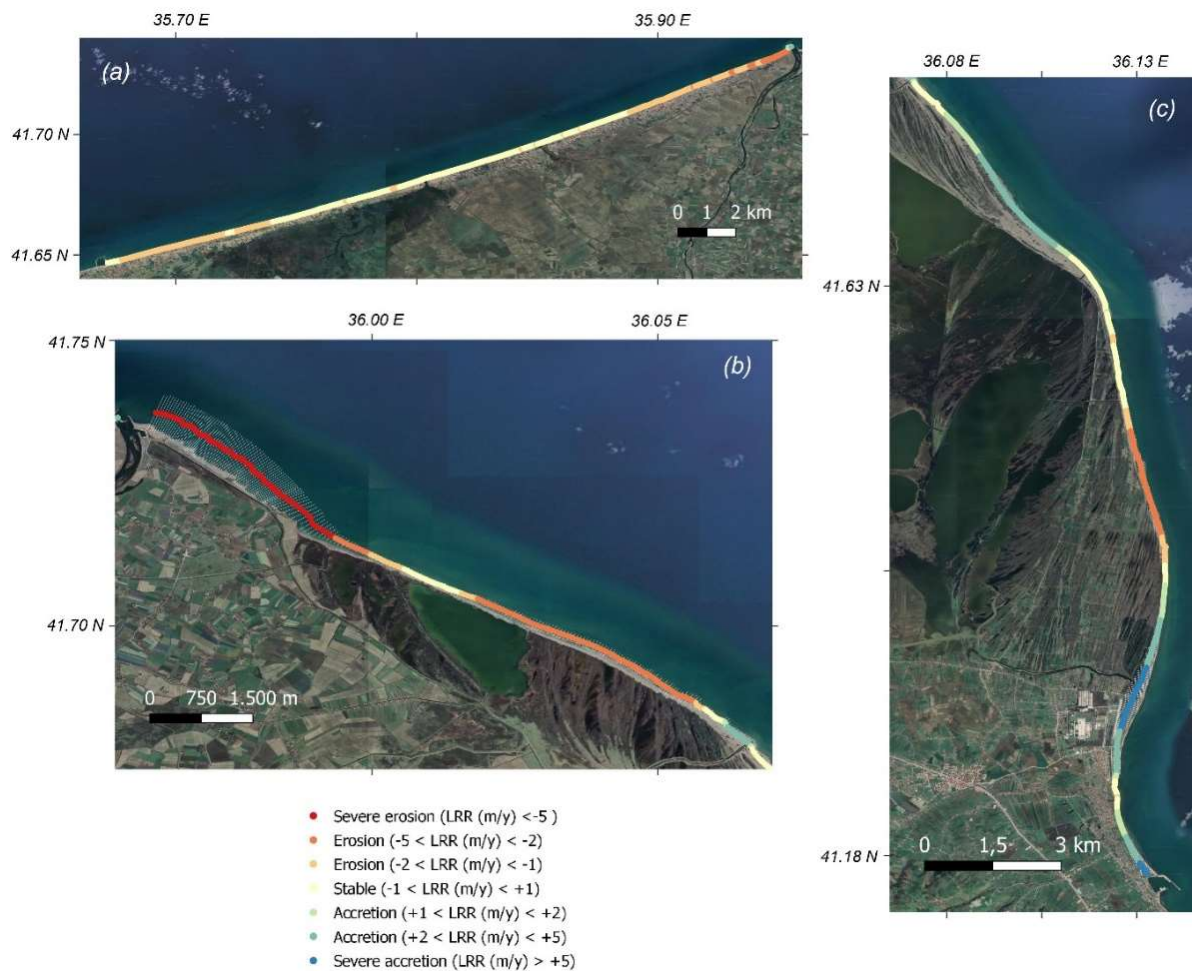 35.70 E
35.90 E
(a)
41.70 N
41.65 N
0 1 2 km
36.00 E
36.05 E
41.75 N
(b)
41.70 N
0 750 1.500 m
36.08 E
36.13 E
(c)
41.63 N
41.18 N
0 1,5 3 km
Severe erosion (LRR (m/y) <-5 )
Erosion (-5 < LRR (m/y) < -2)
Erosion (-2 < LRR (m/y) < -1)
Stable (-1 < LRR (m/y) < +1)
Accretion (+1 < LRR (m/y) < +2)
Accretion (+2 < LRR (m/y) < +5)
Severe accretion (LRR (m/y) > +5)